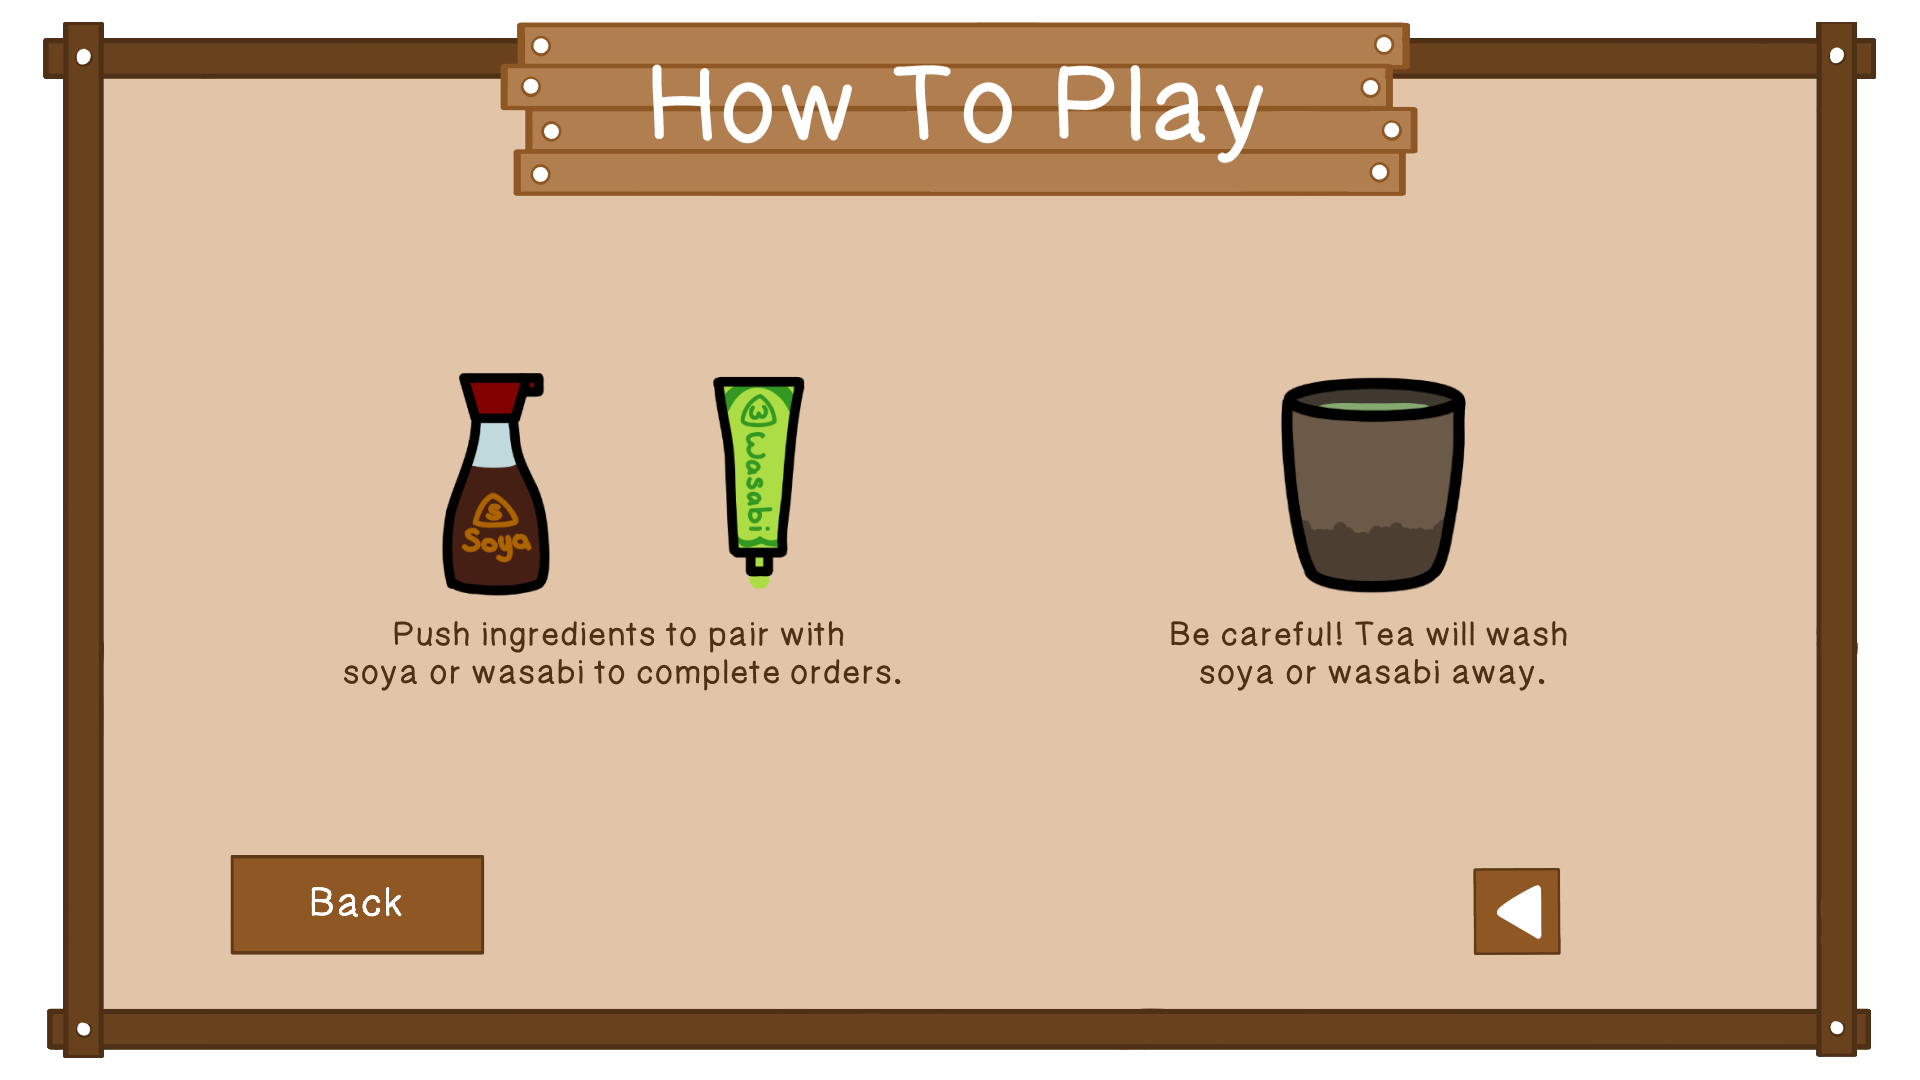 How To Play
S
Soya
W
Wasabi
Push ingredients to pair with
soya or wasabi to complete orders.
Be careful! Tea will wash
soya or wasabi away.
Back